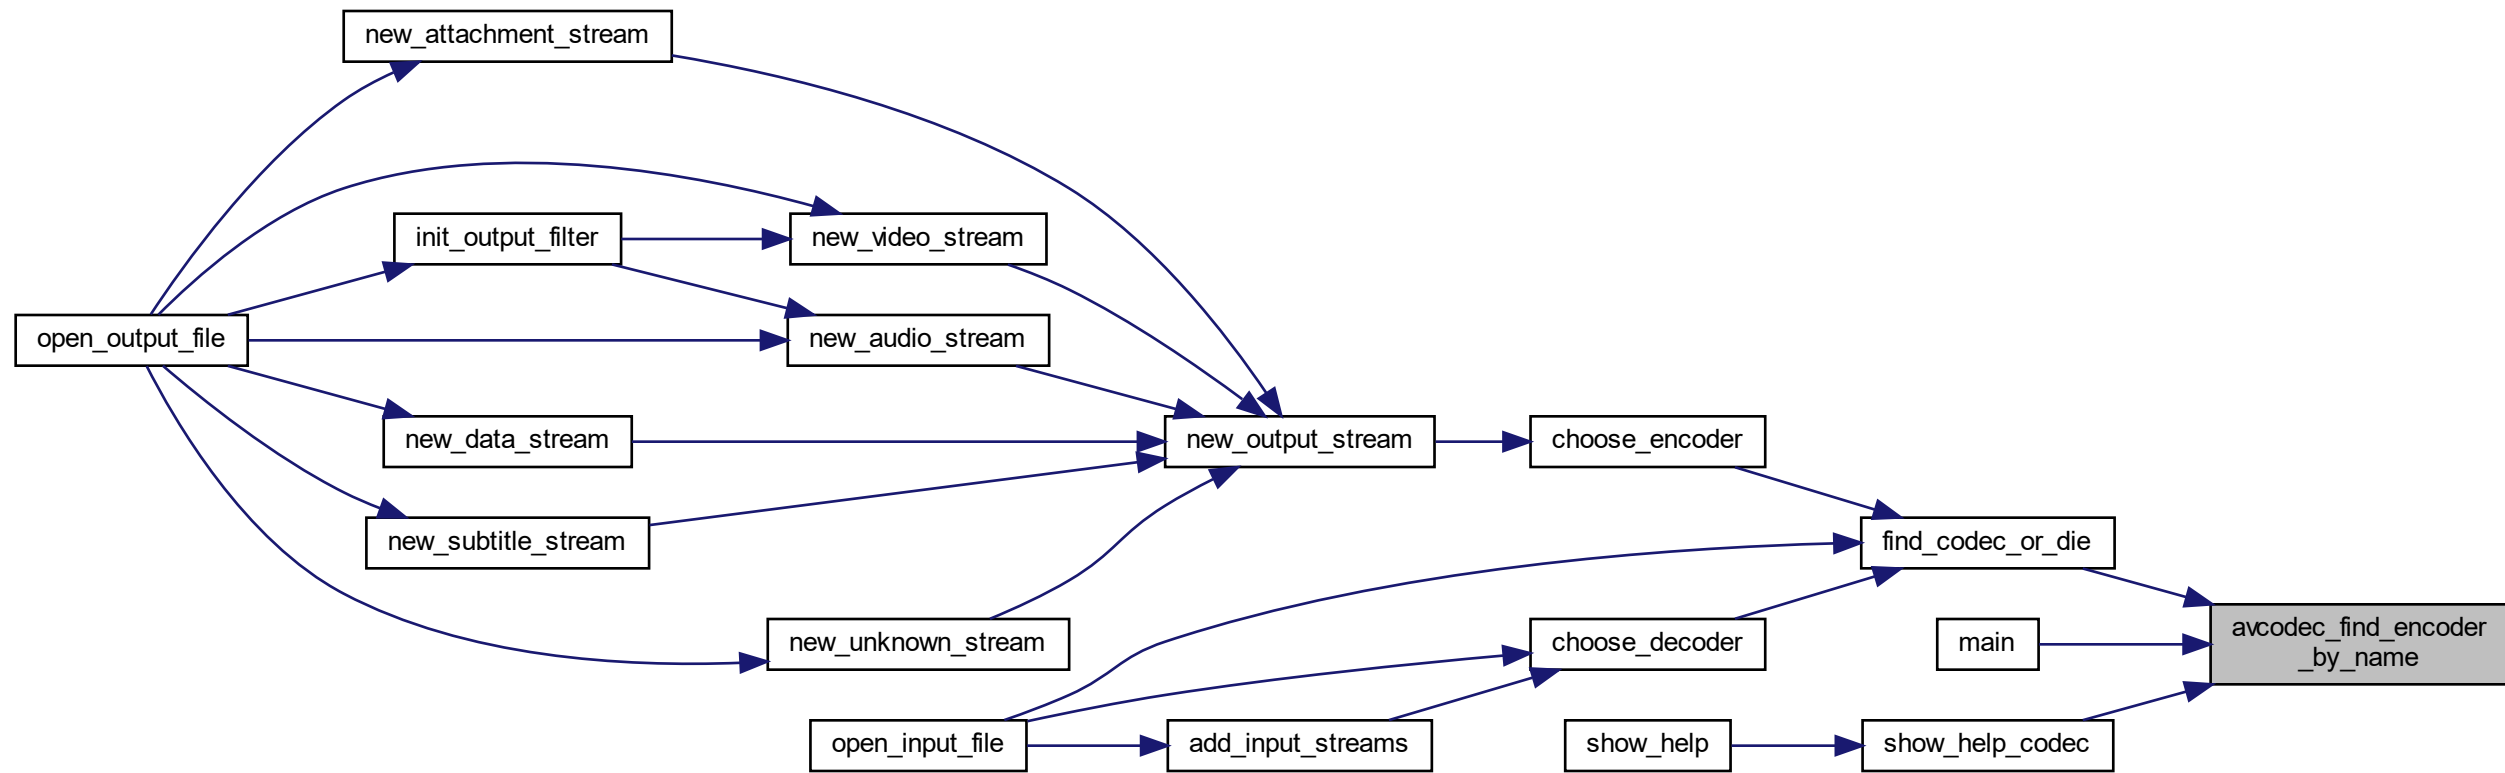 new_attachment_stream
init_output_filter
new_video_stream
open_output_file
new_audio_stream
new_data_stream
new_output_stream
choose_encoder
new_subtitle_stream
find_codec_or_die
new_unknown_stream
choose_decoder
main
avcodec_find_encoder
_by_name
open_input_file
add_input_streams
show_help
show_help_codec